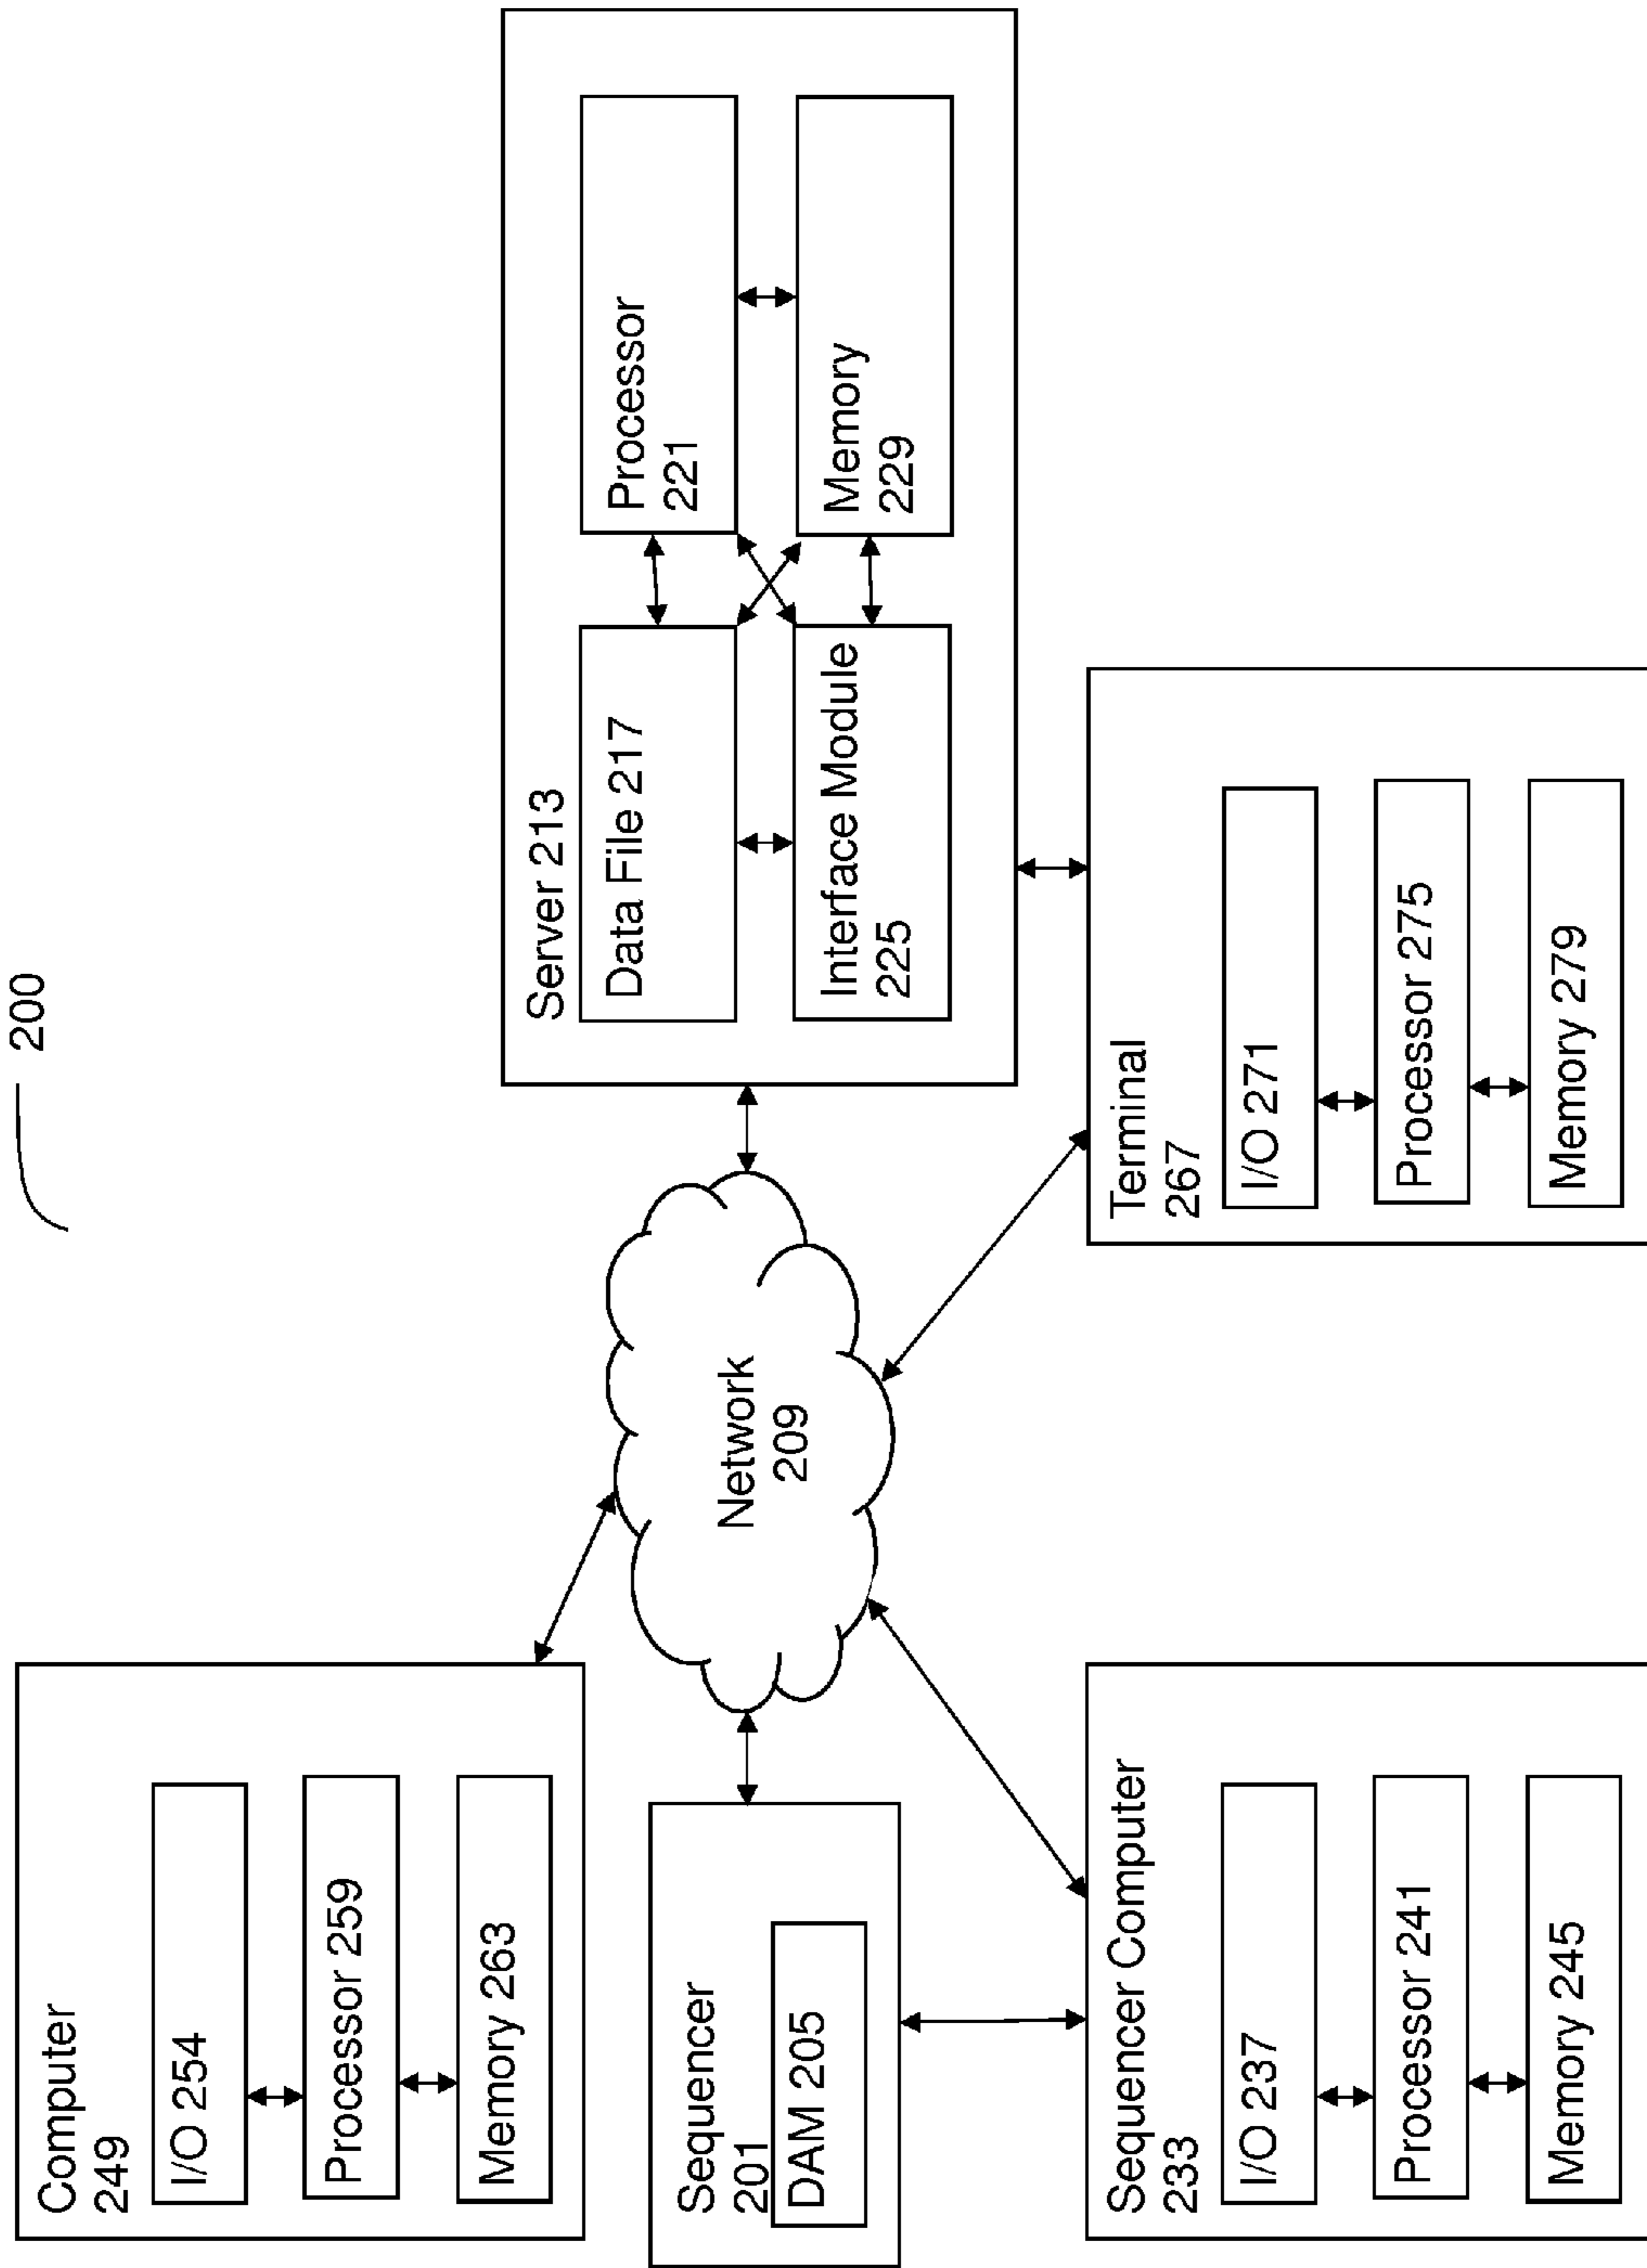 200
Computer
249
I/O 254
Processor 259
Memory 263
Sequencer
201
DAM 205
Sequencer Computer
233
I/O 237
Processor 241
Memory 245
Network
209
Server 213
Data File 217
Processor
221
Interface Module
225
Memory
229
Terminal
267
I/O 271
Processor 275
Memory 279